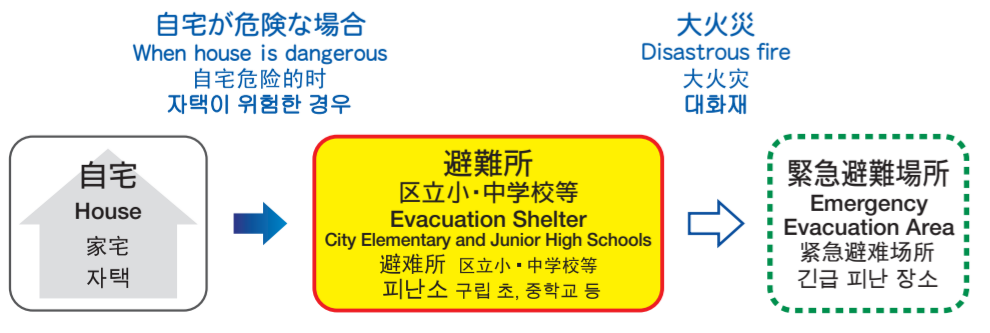 自宅が危険な場合
When house is dangerous
自宅危险的时
자택이 위험한 경우
大火災
Disastrous fire
大火灾
대화재
自宅
House
家宅
자택
避難所
区立小・中学校等
Evacuation Shelter
City Elementary and Junior High Schools
避难所 区立小・中学校等
피난소 구립 초, 중학교 등
緊急避難場所
Emergency
Evacuation Area
紧急避难场所
긴급 피난 장소